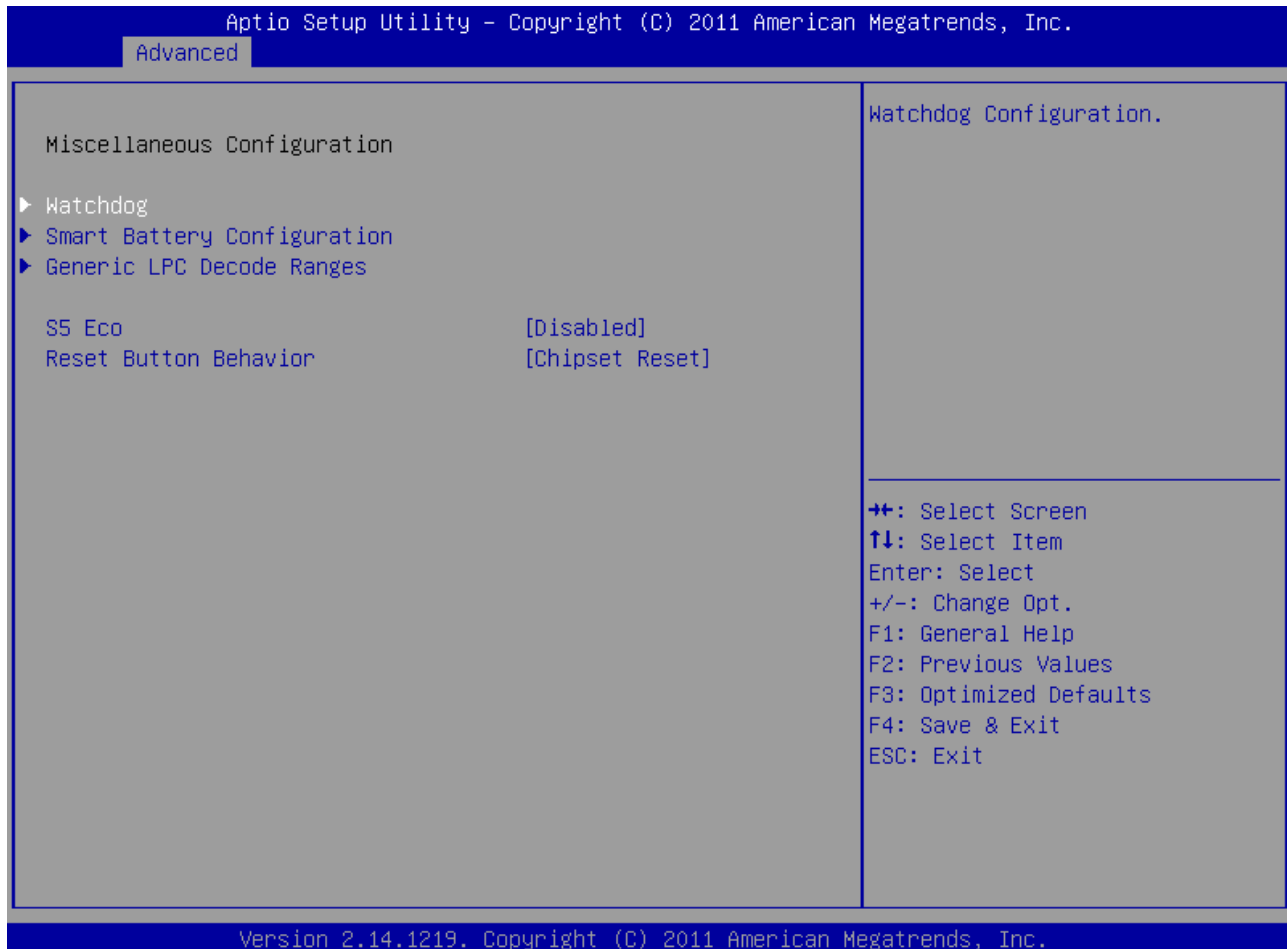 Aptio Setup Utility – Copyright (C) 2011 American Megatrends, Inc.
Advanced
Miscellaneous Configuration
Watchdog
Smart Battery Configuration
Generic LPC Decode Ranges
S5 Eco [Disabled]
Reset Button Behavior [Chipset Reset]
Watchdog Configuration.
→←: Select Screen
↑↓: Select Item
Enter: Select
+/-: Change Opt.
F1: General Help
F2: Previous Values
F3: Optimized Defaults
F4: Save & Exit
ESC: Exit
Version 2.14.1219. Copyright (C) 2011 American Megatrends, Inc.